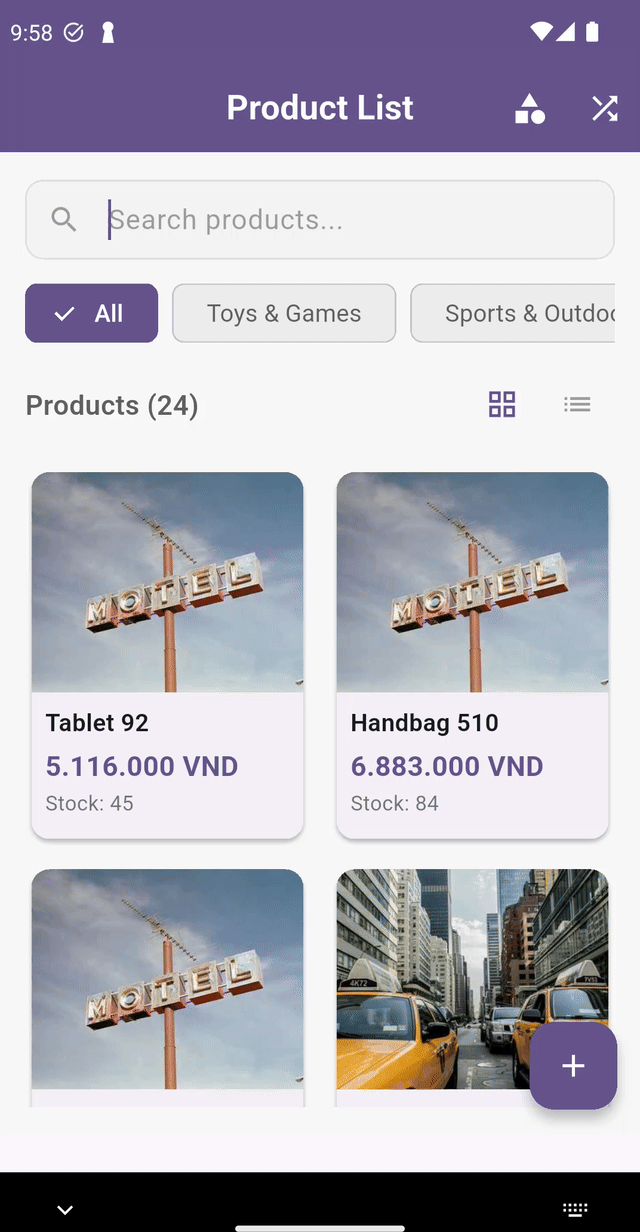 9:58
Product List
Search products...
All
Toys & Games
Sports & Outdoo
Products (24)
MOTEL
MOTEL
Tablet 92
Handbag 510
5.116.000 VND
6.883.000 VND
Stock: 45
Stock: 84
MOTEL
4K72
7V13